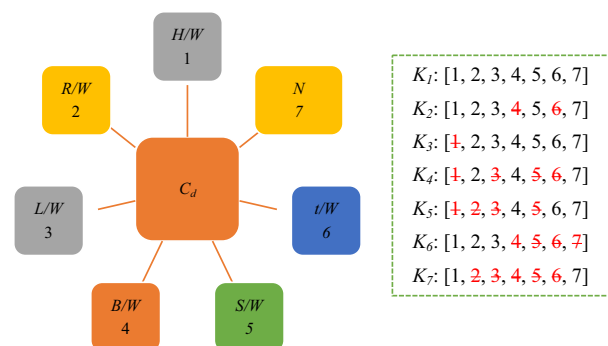 H/W
1
R/W
2
N
7
C_d
L/W
3
t/W
6
B/W
4
S/W
5
K₁: [1, 2, 3, 4, 5, 6, 7]
K₂: [1, 2, 3, 4, 5, 6, 7]
K₃: [1, 2, 3, 4, 5, 6, 7]
K₄: [1, 2, 3, 4, 5, 6, 7]
K₅: [1, 2, 3, 4, 5, 6, 7]
K₆: [1, 2, 3, 4, 5, 6, 7]
K₇: [1, 2, 3, 4, 5, 6, 7]